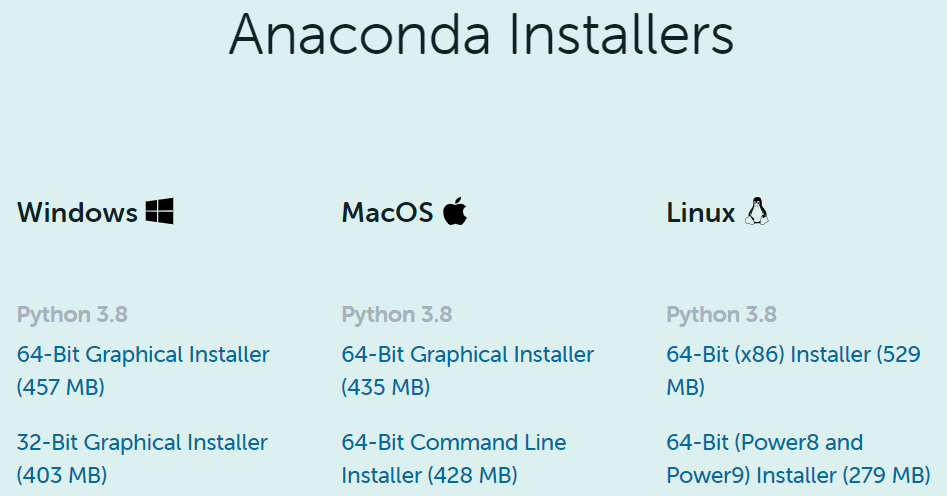 Anaconda Installers
Windows
Python 3.8
64-Bit Graphical Installer
(457 MB)
32-Bit Graphical Installer
(403 MB)
MacOS
Python 3.8
64-Bit Graphical Installer
(435 MB)
64-Bit Command Line
Installer (428 MB)
Linux
Python 3.8
64-Bit (x86) Installer (529
MB)
64-Bit (Power8 and
Power9) Installer (279 MB)